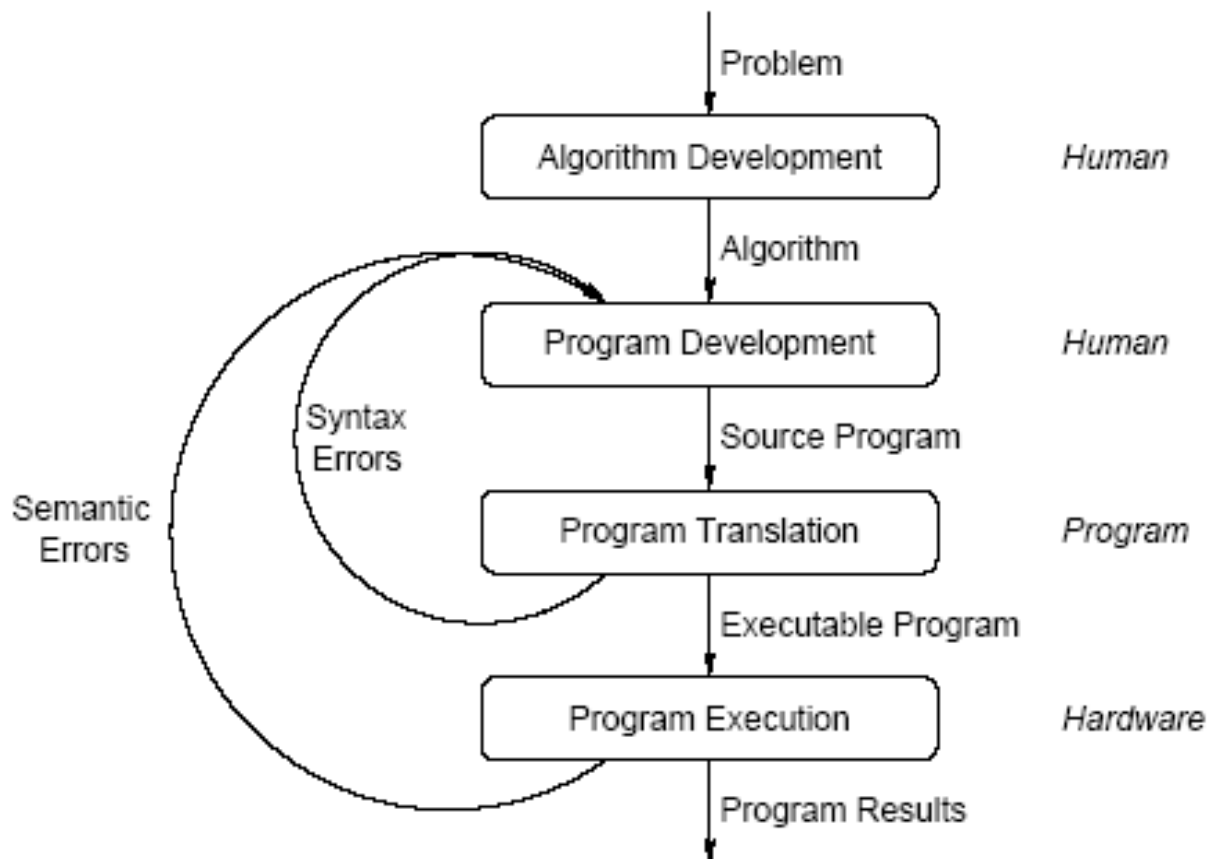 Problem
Algorithm Development
Human
Algorithm
Program Development
Human
Syntax
Errors
Source Program
Semantic
Errors
Program Translation
Program
Executable Program
Program Execution
Hardware
Program Results